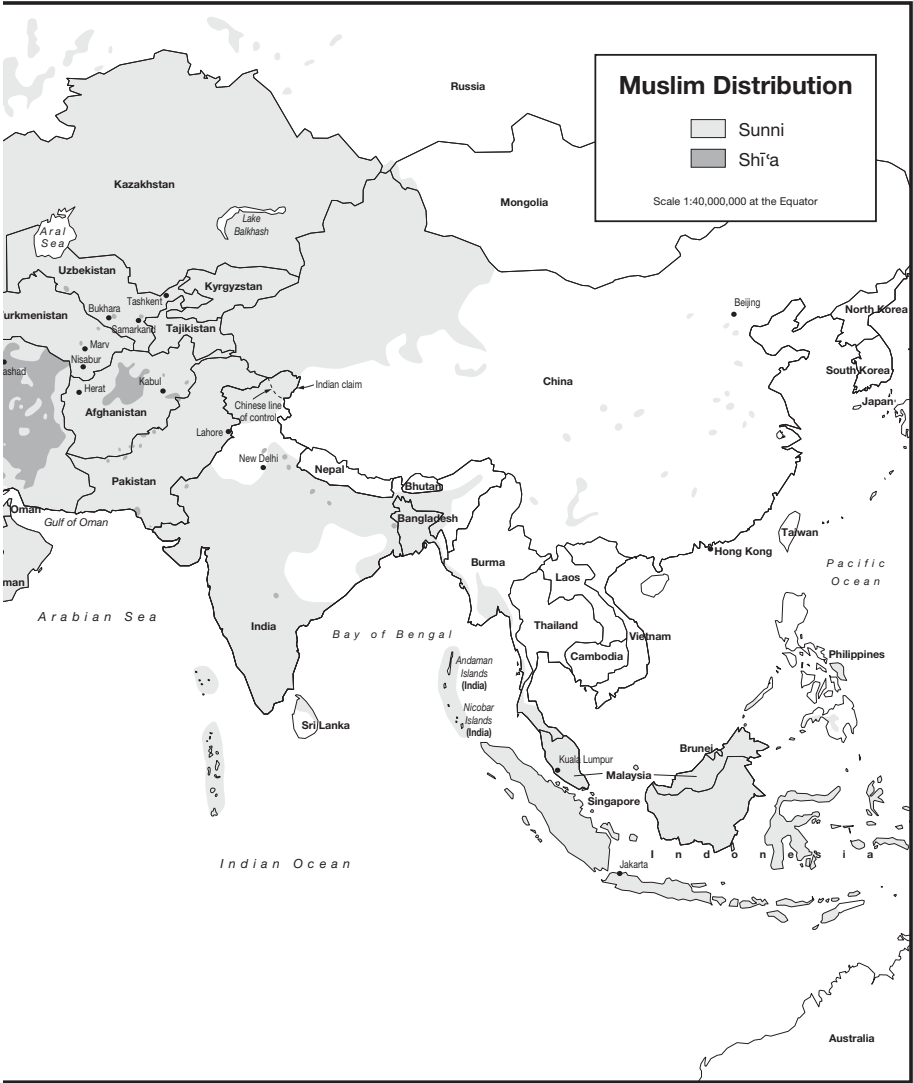 Muslim Distribution
Sunni
Shīʿa
Scale 1:40,000,000 at the Equator
Russia
Kazakhstan
Mongolia
Lake
Balkhash
Aral
Sea
Uzbekistan
Kyrgyzstan
Tashkent
Bukhara
urkmenistan
Samarkand
Tajikistan
Beijing
North Korea
Marv
Nisabur
ashad
Herat
Kabul
Afghanistan
Indian claim
Chinese line
of control
China
South Korea
Japan
Lahore
New Delhi
Nepal
Pakistan
Bhutan
Oman
Gulf of Oman
Bangladesh
Taiwan
Hong Kong
Burma
Laos
Pacific
Ocean
man
Arabian Sea
India
Bay of Bengal
Thailand
Vietnam
Cambodia
Philippines
Andaman
Islands
(India)
Nicobar
Islands
(India)
Sri Lanka
Brunei
Kuala Lumpur
Malaysia
Singapore
Indonesia
Indian Ocean
Jakarta
Australia